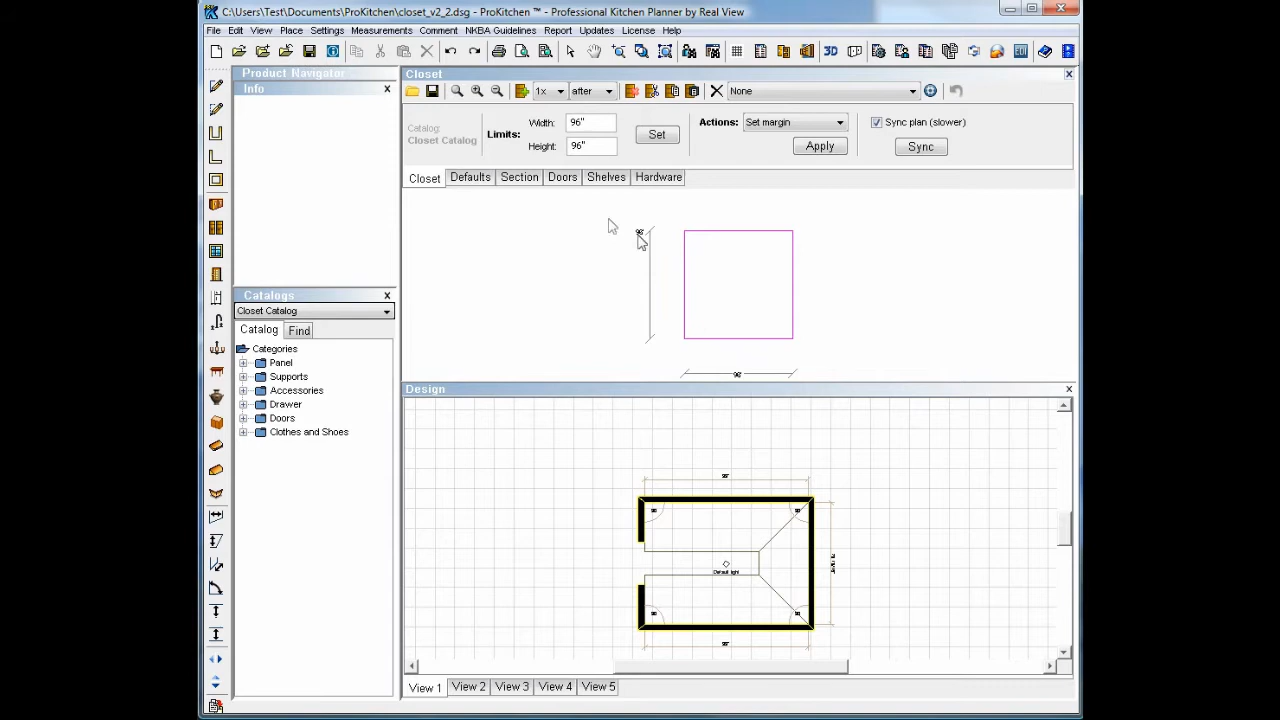 C:\Users\Test\Documents\ProKitchen\closet_v2_2.dsg - ProKitchen ™ - Professional Kitchen Planner by Real View
File Edit View Place Settings Measurements Comment NKBA Guidelines Report Updates License Help
3D
Product Navigator
Info
Closet
1x
after
None
Catalog:
Closet Catalog
Limits:
Width: 96"
Height: 96"
Set
Actions:
Set margin
Apply
Sync plan (slower)
Sync
Closet Defaults Section Doors Shelves Hardware
Catalogs
Closet Catalog
Catalog Find
Categories
Panel
Supports
Accessories
Drawer
Doors
Clothes and Shoes
Design
Default light
View 1 View 2 View 3 View 4 View 5